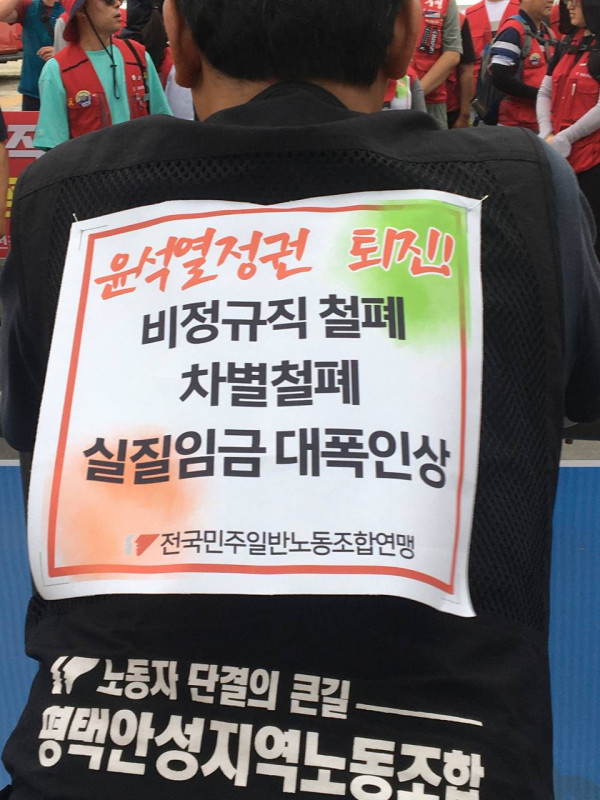 윤석열정권 퇴진!
비정규직 철폐
차별철폐
실질임금 대폭인상
전국민주일반노동조합연맹
노동자 단결의 큰길
평택안성지역노동조합